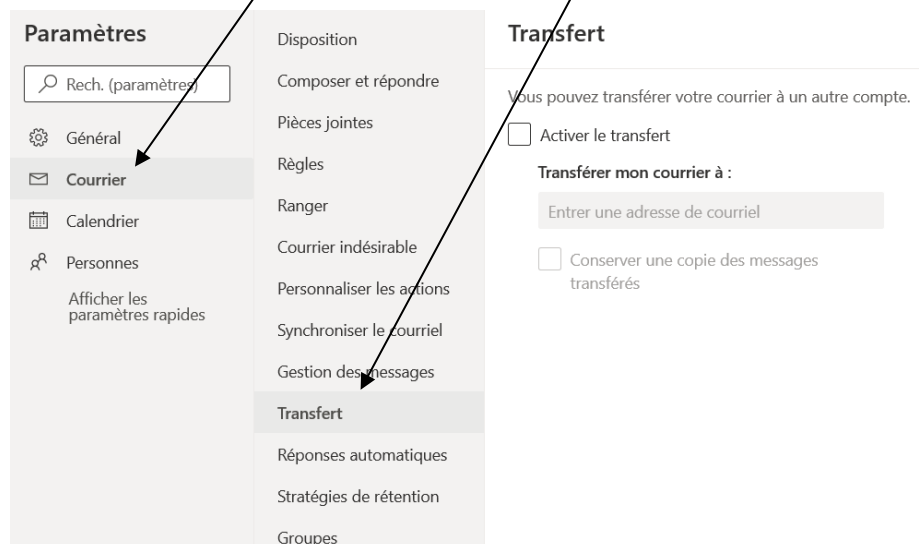 Paramètres
Rech. (paramètres)
Général
Courrier
Calendrier
Personnes
Afficher les
paramètres rapides
Disposition
Composer et répondre
Pièces jointes
Règles
Ranger
Courrier indésirable
Personnaliser les actions
Synchroniser le courriel
Gestion des messages
Transfert
Réponses automatiques
Stratégies de rétention
Groupes
Transfert
Vous pouvez transférer votre courrier à un autre compte.
Activer le transfert
Transférer mon courrier à :
Entrer une adresse de courriel
Conserver une copie des messages
transférés